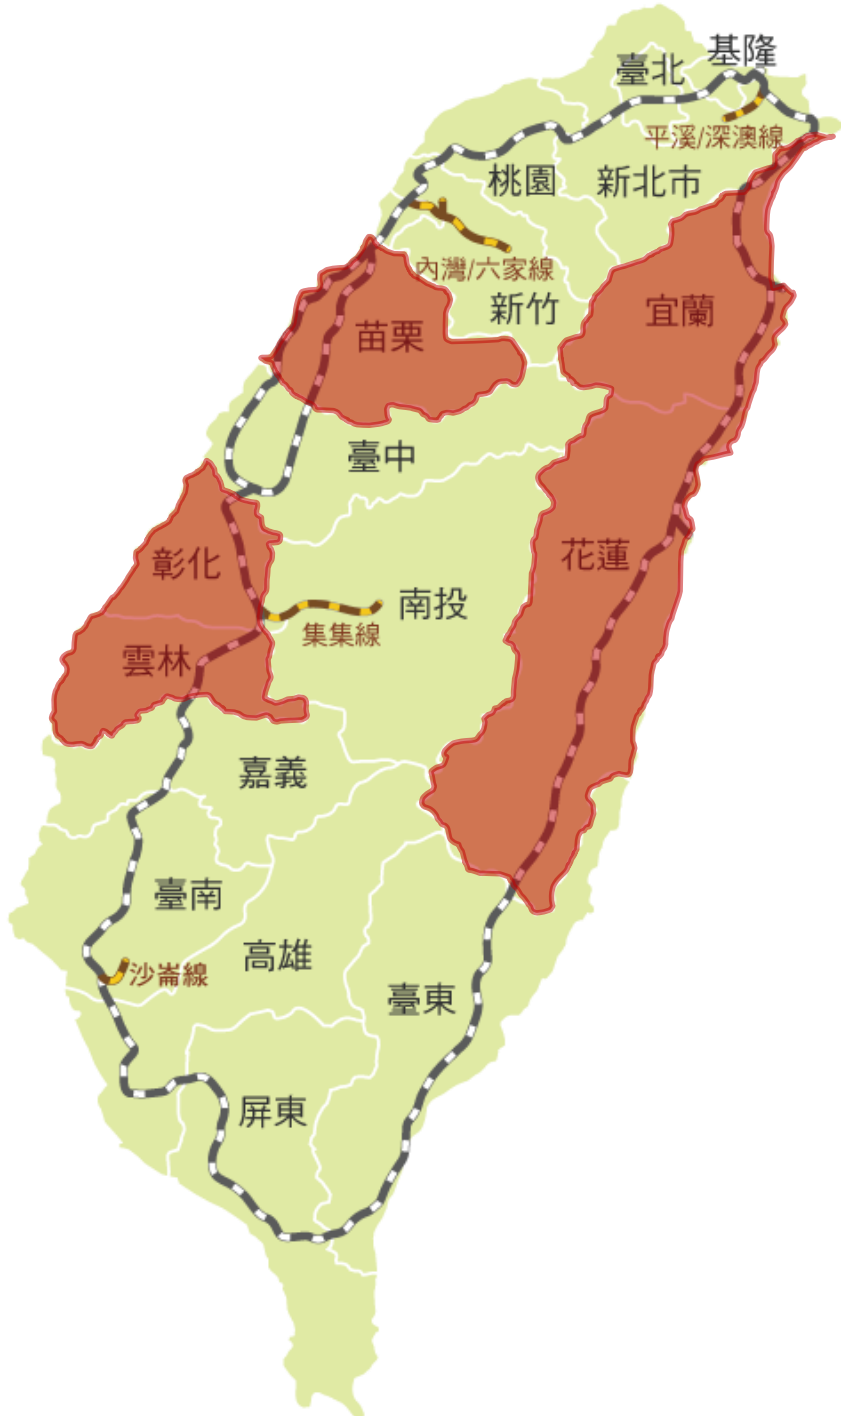 基隆
臺北
平溪/深澳線
桃園
新北市
內灣/六家線
新竹
宜蘭
苗栗
臺中
花蓮
彰化
南投
集集線
雲林
嘉義
臺南
高雄
沙崙線
臺東
屏東